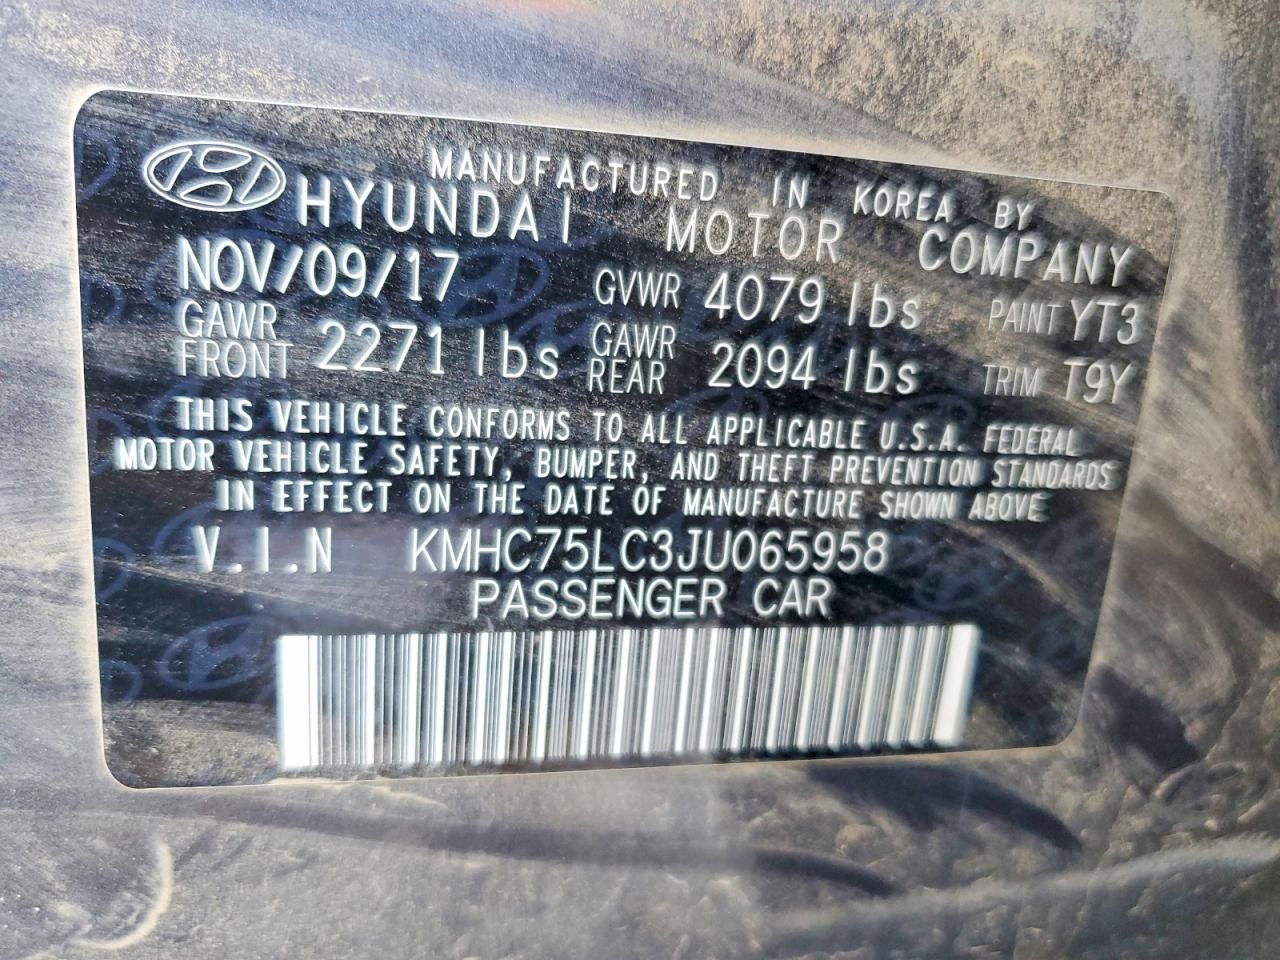 MANUFACTURED IN KOREA BY
HYUNDAI MOTOR COMPANY
NOV/09/17 GVWR 4079 lbs PAINT YT3
GAWR FRONT 2271 lbs GAWR REAR 2094 lbs TRIM T9Y
THIS VEHICLE CONFORMS TO ALL APPLICABLE U.S.A. FEDERAL
MOTOR VEHICLE SAFETY, BUMPER, AND THEFT PREVENTION STANDARDS
IN EFFECT ON THE DATE OF MANUFACTURE SHOWN ABOVE
V.I.N KMHC75LC3JU065958
PASSENGER CAR